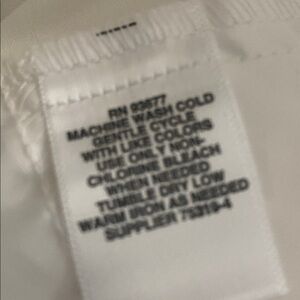 RN 93677
MACHINE WASH COLD
GENTLE CYCLE
WITH LIKE COLORS
USE ONLY NON-
CHLORINE BLEACH
WHEN NEEDED
TUMBLE DRY LOW
WARM IRON AS NEEDED
SUPPLIER 75319-4